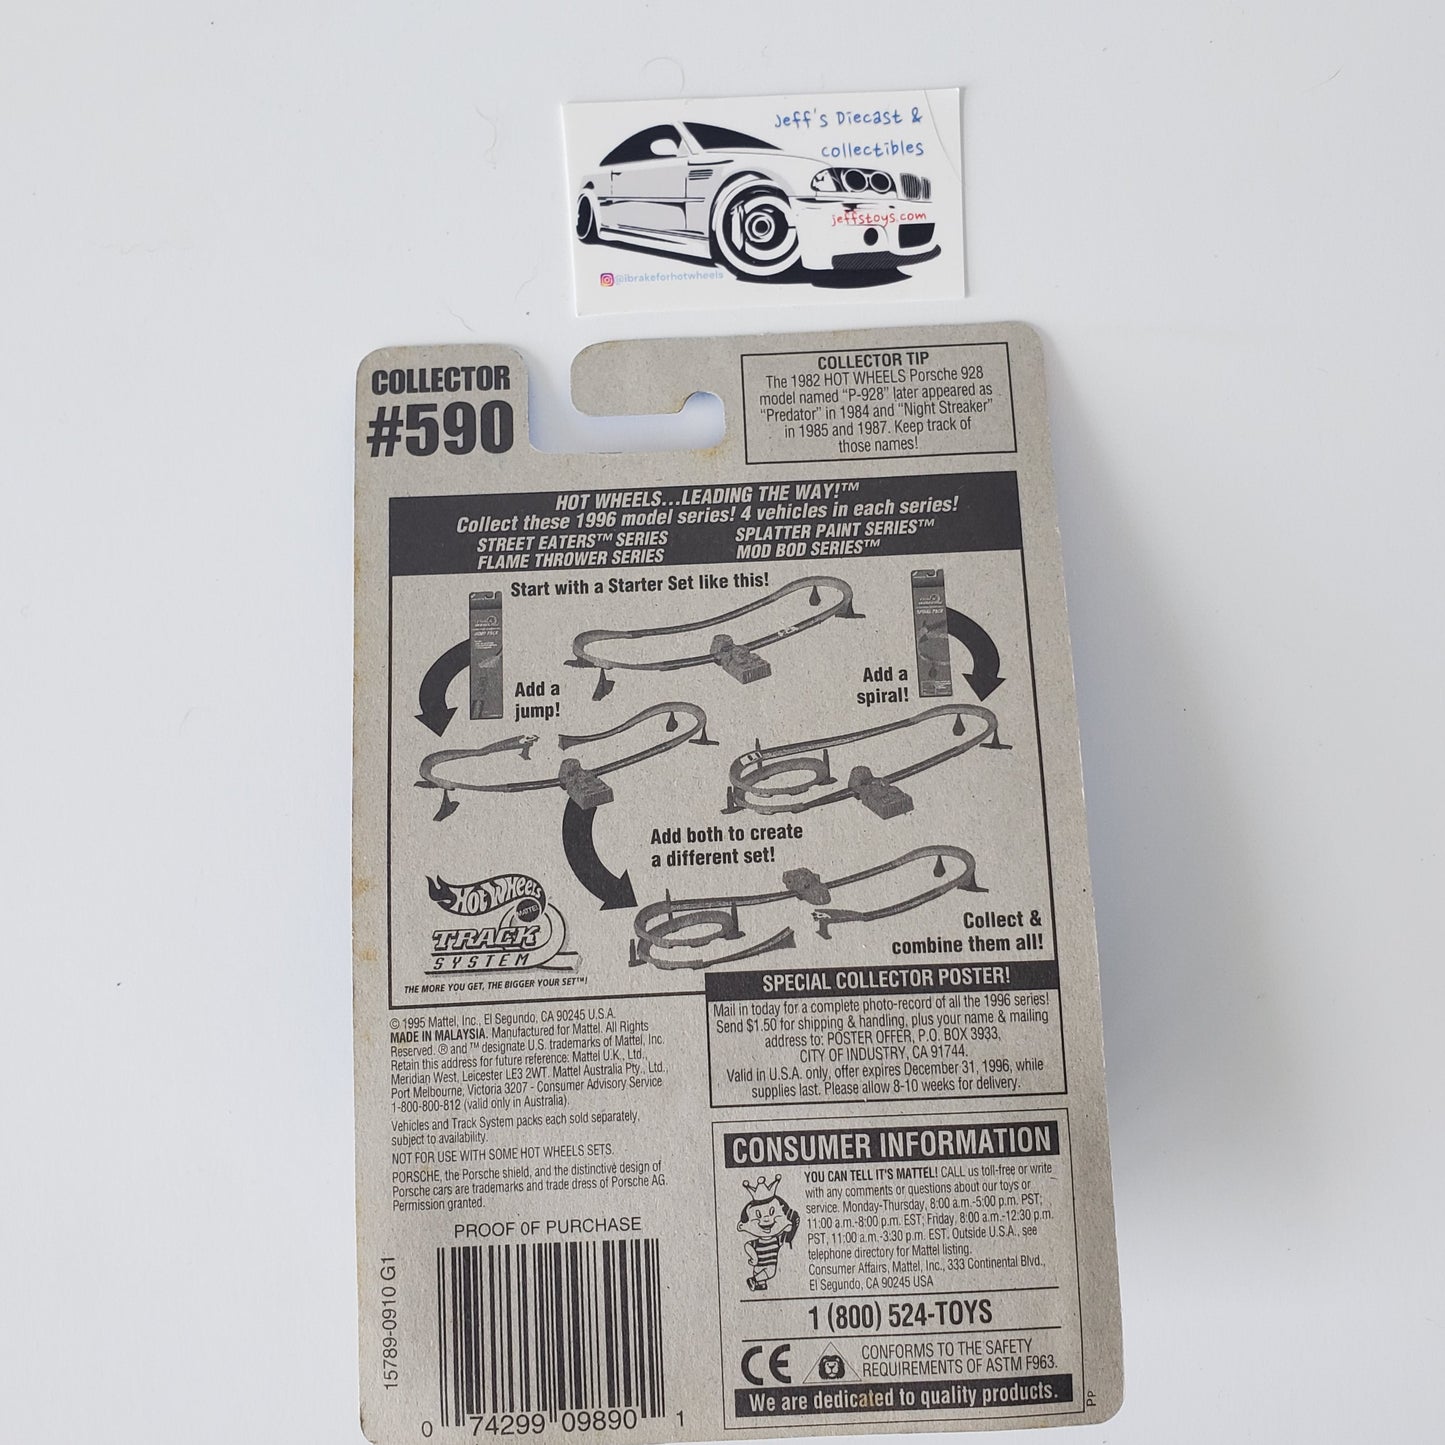 Jeff's Diecast &
collectibles
jeffstoys.com
@ibrakeforhotwheels
COLLECTOR
#590
COLLECTOR TIP
The 1982 HOT WHEELS Porsche 928
model named "P-928" later appeared as
"Predator" in 1984 and "Night Streaker"
in 1985 and 1987. Keep track of
those names!
HOT WHEELS...LEADING THE WAY!™
Collect these 1996 model series! 4 vehicles in each series!
STREET EATERS™ SERIES
FLAME THROWER SERIES
SPLATTER PAINT SERIES™
MOD BOD SERIES™
Start with a Starter Set like this!
Add a
jump!
Add a
spiral!
Add both to create
a different set!
Collect &
combine them all!
HOT WHEELS
MATTEL
TRACK
SYSTEM
THE MORE YOU GET, THE BIGGER YOUR SET™!
SPECIAL COLLECTOR POSTER!
Mail in today for a complete photo-record of all the 1996 series!
Send $1.50 for shipping & handling, plus your name & mailing
address to: POSTER OFFER, P.O. BOX 3933,
CITY OF INDUSTRY, CA 91744.
Valid in U.S.A. only, offer expires December 31, 1996, while
supplies last. Please allow 8-10 weeks for delivery.
© 1995 Mattel, Inc., El Segundo, CA 90245 U.S.A.
MADE IN MALAYSIA. Manufactured for Mattel. All Rights
Reserved. ® and ™ designate U.S. trademarks of Mattel, Inc.
Retain this address for future reference: Mattel U.K., Ltd.,
Meridian West, Leicester LE3 2WT. Mattel Australia Pty., Ltd.,
Port Melbourne, Victoria 3207 - Consumer Advisory Service
1-800-800-812 (valid only in Australia).
Vehicles and Track System packs each sold separately,
subject to availability.
NOT FOR USE WITH SOME HOT WHEELS SETS.
PORSCHE, the Porsche shield, and the distinctive design of
Porsche cars are trademarks and trade dress of Porsche AG.
Permission granted.
PROOF OF PURCHASE
15789-0910 G1
0 74299 09890 1
CONSUMER INFORMATION
YOU CAN TELL IT'S MATTEL! CALL us toll-free or write
with any comments or questions about our toys or
service. Monday-Thursday, 8:00 a.m.-5:00 p.m. PST;
11:00 a.m.-8:00 p.m. EST; Friday, 8:00 a.m.-12:30 p.m.
PST, 11:00 a.m.-3:30 p.m. EST. Outside U.S.A., see
telephone directory for Mattel listing.
Consumer Affairs, Mattel, Inc., 333 Continental Blvd.,
El Segundo, CA 90245 USA
1 (800) 524-TOYS
CE
CONFORMS TO THE SAFETY
REQUIREMENTS OF ASTM F963.
We are dedicated to quality products.
PP